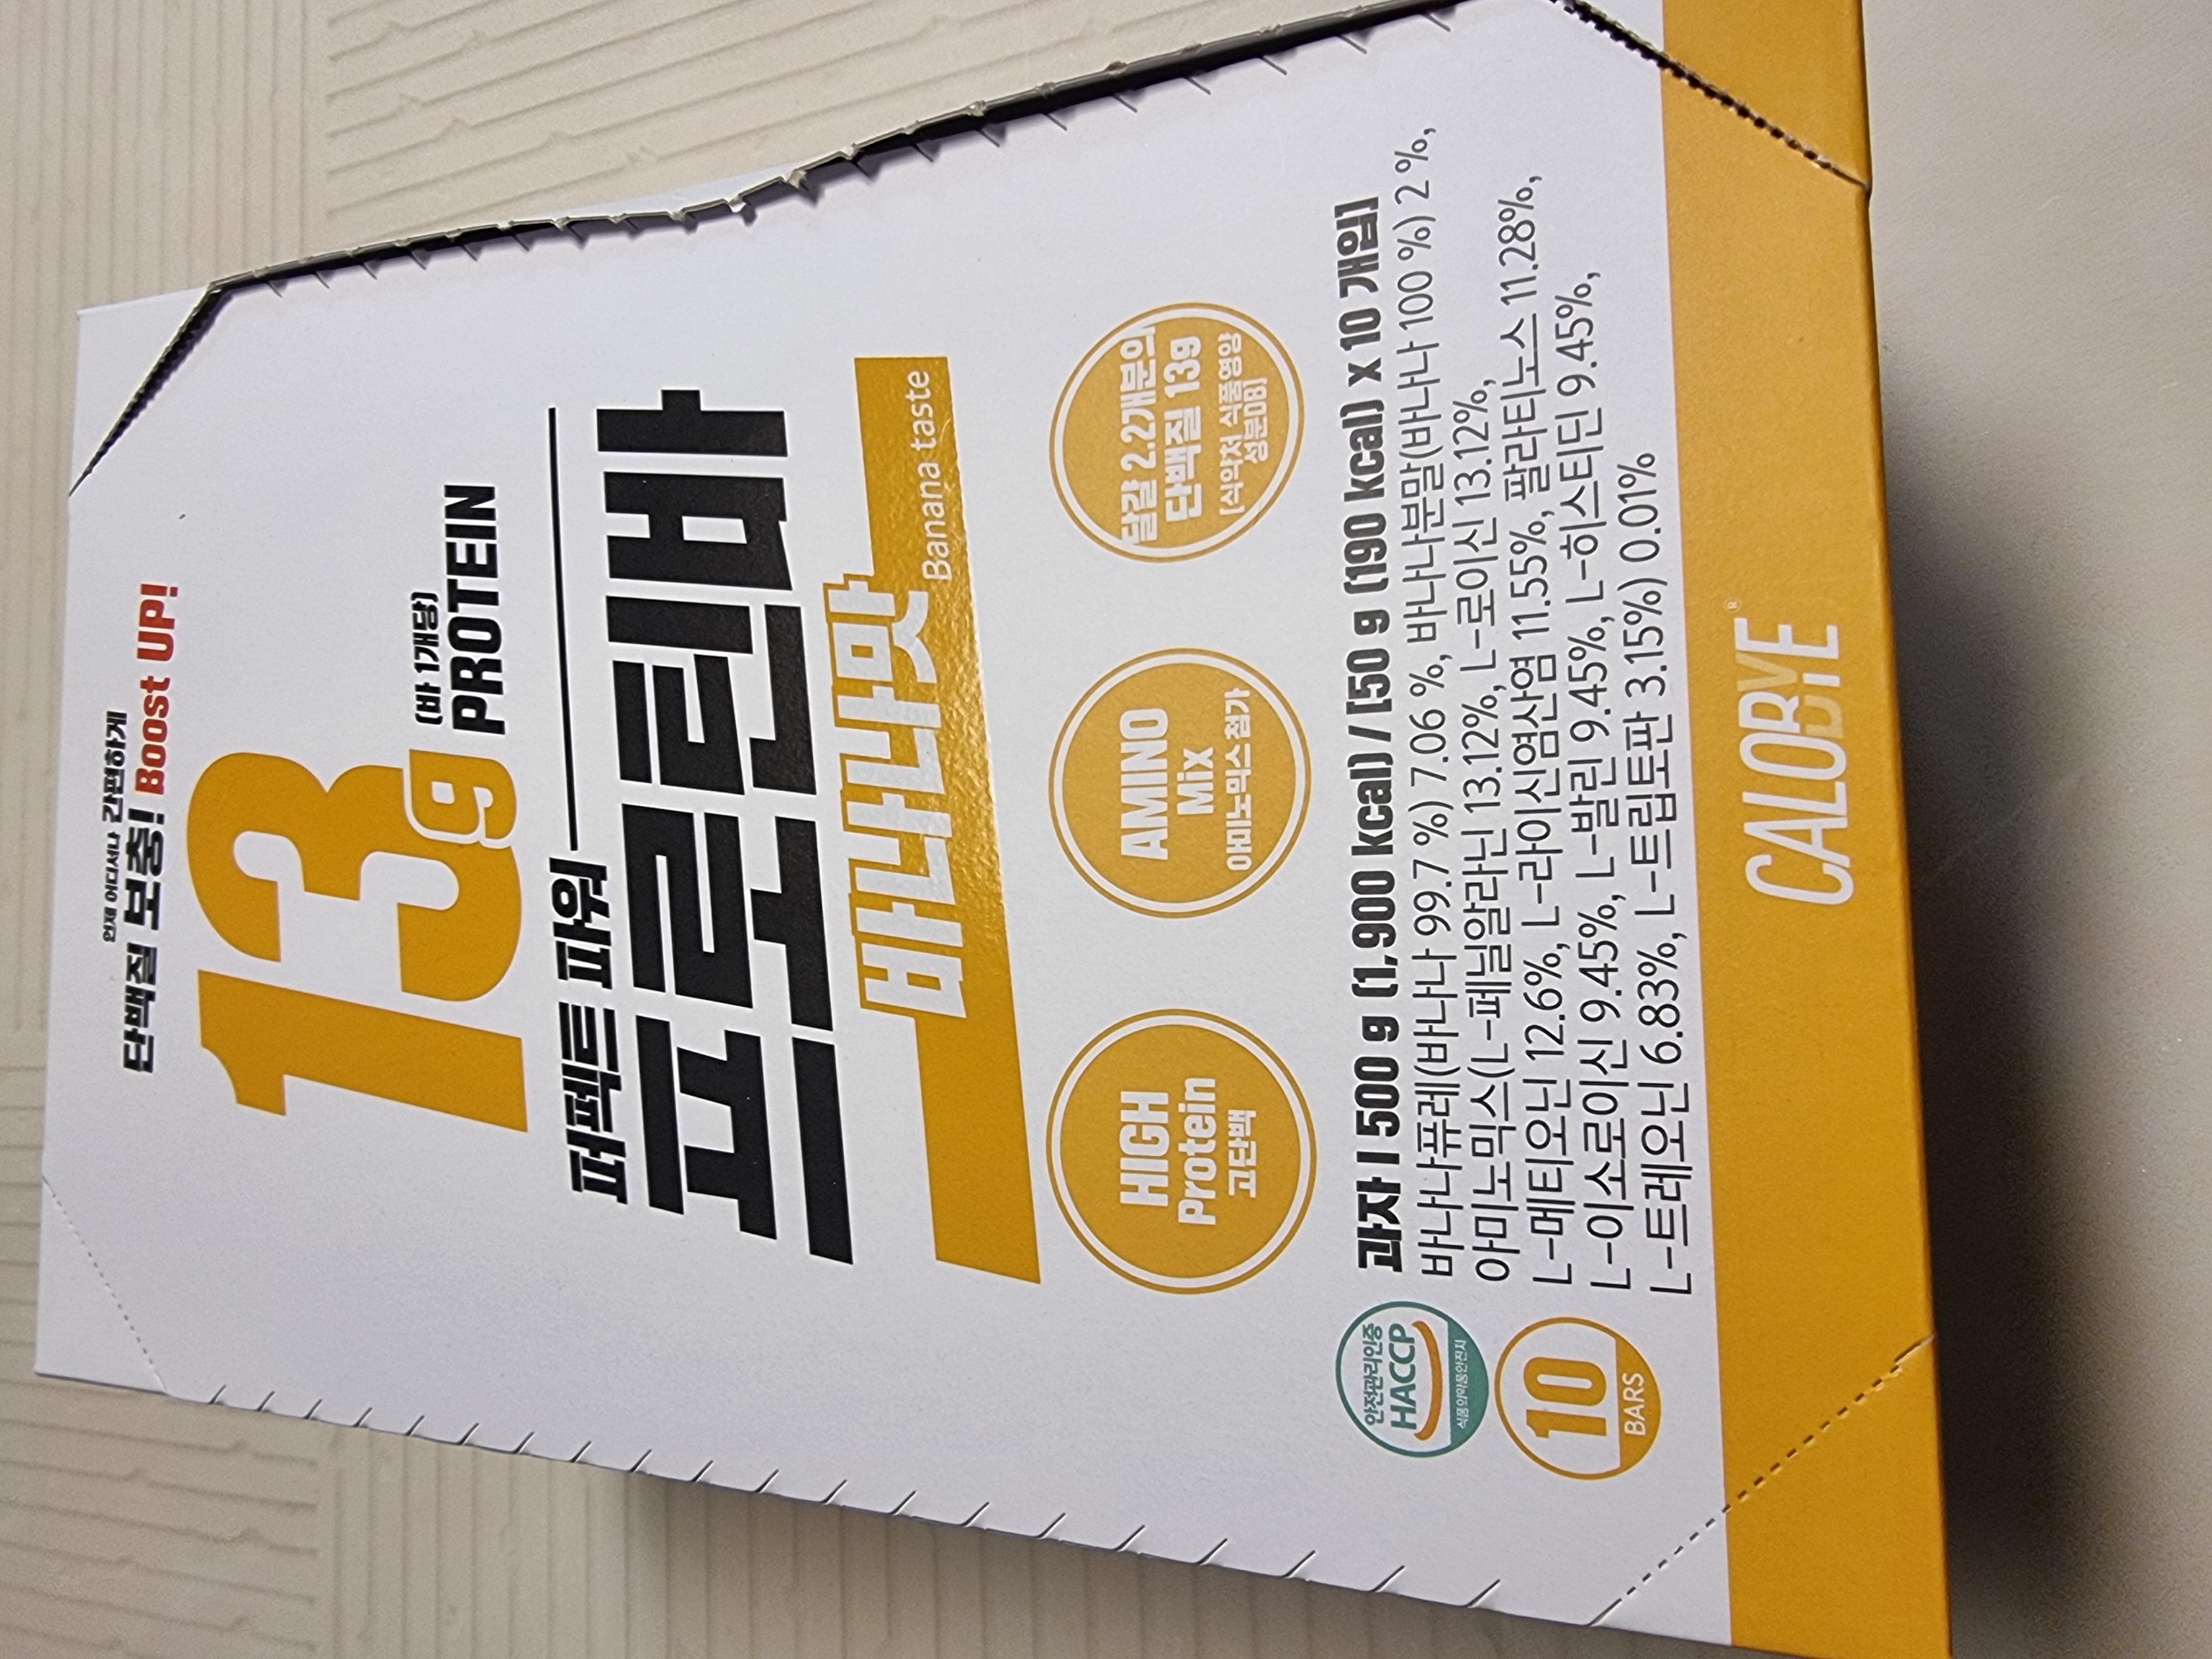 언제 어디서나 간편하게
단백질 보충! Boost UP!
13g
(바 1개당)
PROTEIN
퍼펙트 파워
프로틴바
바나나맛
Banana taste
HIGH
Protein
고단백
AMINO
Mix
아미노믹스첨가
달걀 2.2개분의
단백질 13g
[식약처 식품영양
성분DB]
안전관리인증
HACCP
식품의약품안전처
10
BARS
과자 | 500 g (1,900 kcal) / [50 g (190 kcal) x 10 개입]
바나나퓨레(바나나 99.7 %) 7.06 %, 바나나분말(바나나 100 %) 2 %,
아미노믹스(L-페닐알라닌 13.12%, L-로이신 13.12%,
L-메티오닌 12.6%, L-라이신염산염 11.55%, 팔라티노스 11.28%,
L-이소로이신 9.45%, L-발린 9.45%, L-히스티딘 9.45%,
L-트레오닌 6.83%, L-트립토판 3.15%) 0.01%
CALOBYE®